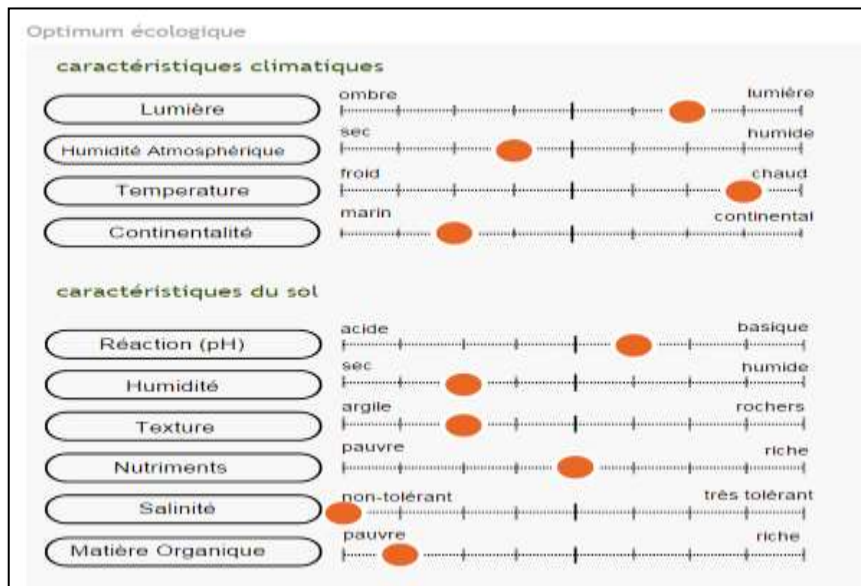 Optimum écologique
caractéristiques climatiques
Lumière
ombre
lumière
Humidité Atmosphérique
sec
humide
Temperature
froid
chaud
Continentalité
marin
continental
caractéristiques du sol
Réaction (pH)
acide
basique
Humidité
sec
humide
Texture
argile
rochers
Nutriments
pauvre
riche
Salinité
non-tolérant
très tolérant
Matière Organique
pauvre
riche